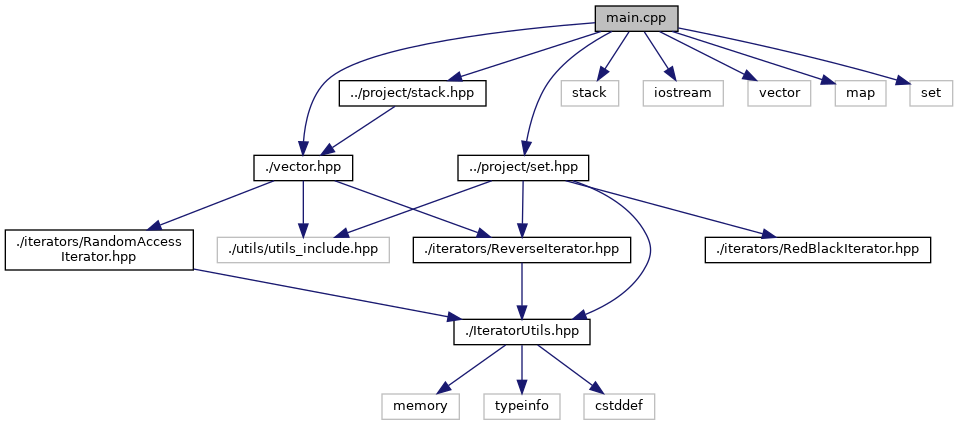 main.cpp
../project/stack.hpp
stack
iostream
vector
map
set
./vector.hpp
../project/set.hpp
./iterators/RandomAccess
Iterator.hpp
./utils/utils_include.hpp
./iterators/ReverseIterator.hpp
./iterators/RedBlackIterator.hpp
./IteratorUtils.hpp
memory
typeinfo
cstddef